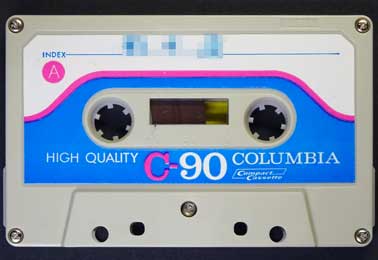 INDEX
A
HIGH QUALITY C-90 COLUMBIA
Compact
Cassette